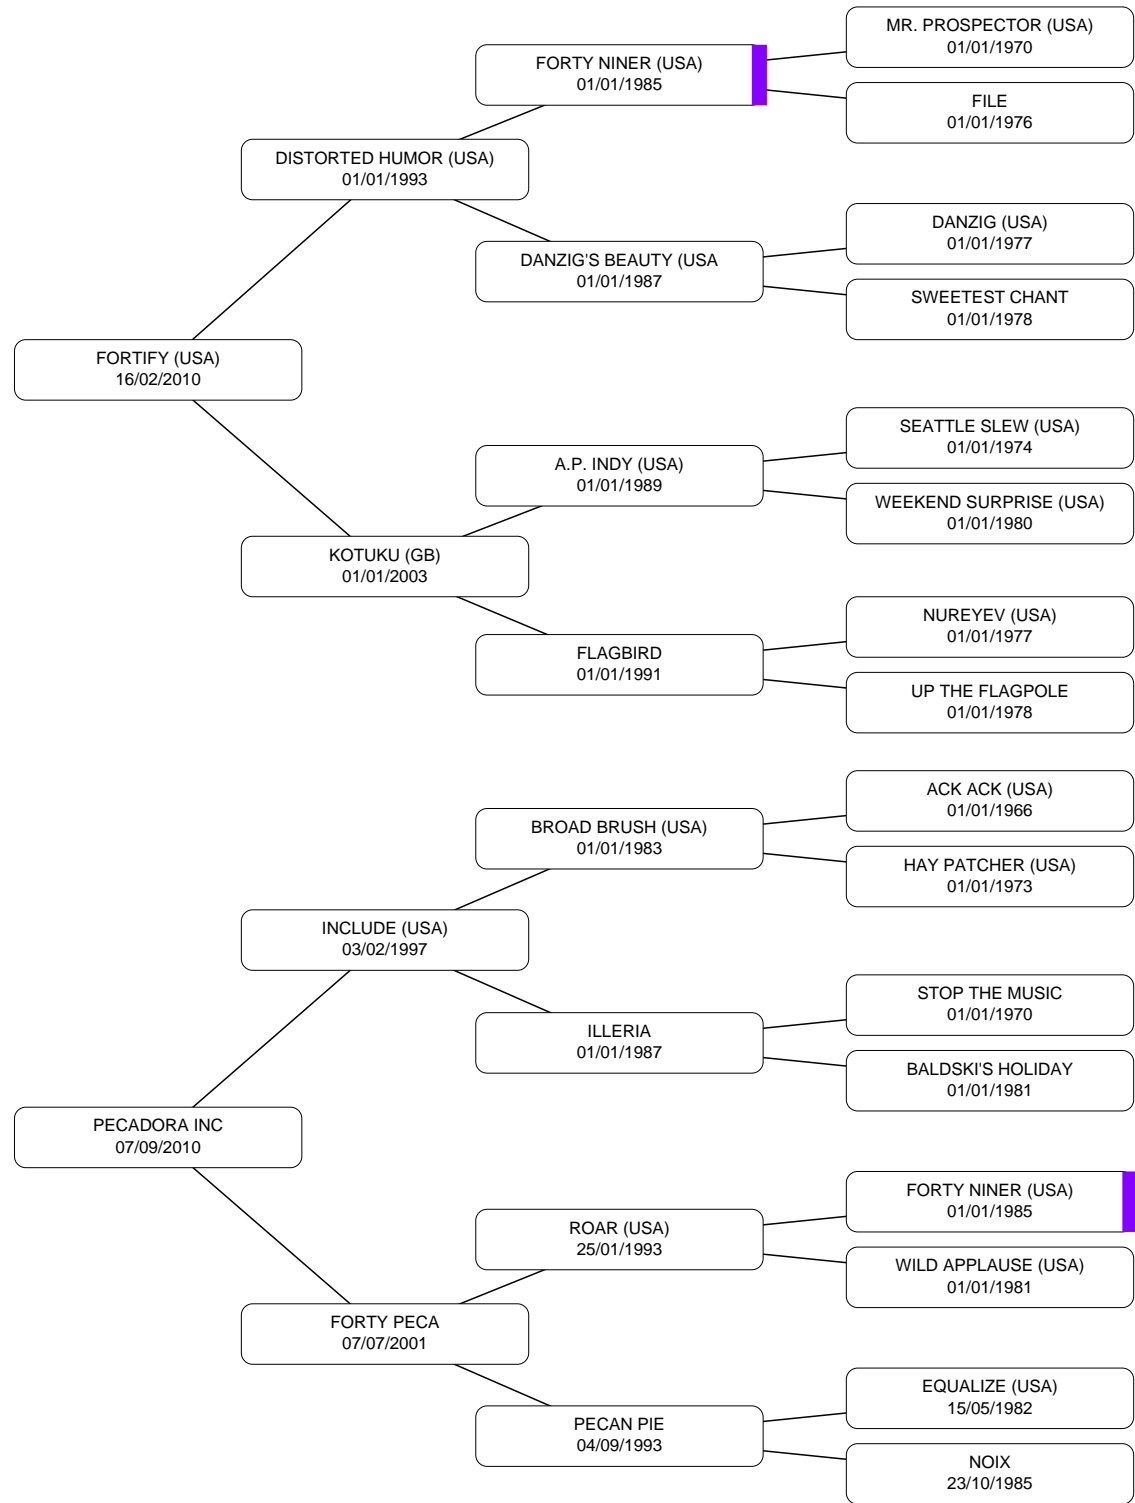 MR. PROSPECTOR (USA)
01/01/1970
FORTY NINER (USA)
01/01/1985
FILE
01/01/1976
DISTORTED HUMOR (USA)
01/01/1993
DANZIG (USA)
01/01/1977
DANZIG'S BEAUTY (USA
01/01/1987
SWEETEST CHANT
01/01/1978
FORTIFY (USA)
16/02/2010
SEATTLE SLEW (USA)
01/01/1974
A.P. INDY (USA)
01/01/1989
WEEKEND SURPRISE (USA)
01/01/1980
KOTUKU (GB)
01/01/2003
NUREYEV (USA)
01/01/1977
FLAGBIRD
01/01/1991
UP THE FLAGPOLE
01/01/1978
ACK ACK (USA)
01/01/1966
BROAD BRUSH (USA)
01/01/1983
HAY PATCHER (USA)
01/01/1973
INCLUDE (USA)
03/02/1997
STOP THE MUSIC
01/01/1970
ILLERIA
01/01/1987
BALDSKI'S HOLIDAY
01/01/1981
PECADORA INC
07/09/2010
FORTY NINER (USA)
01/01/1985
ROAR (USA)
25/01/1993
WILD APPLAUSE (USA)
01/01/1981
FORTY PECA
07/07/2001
EQUALIZE (USA)
15/05/1982
PECAN PIE
04/09/1993
NOIX
23/10/1985